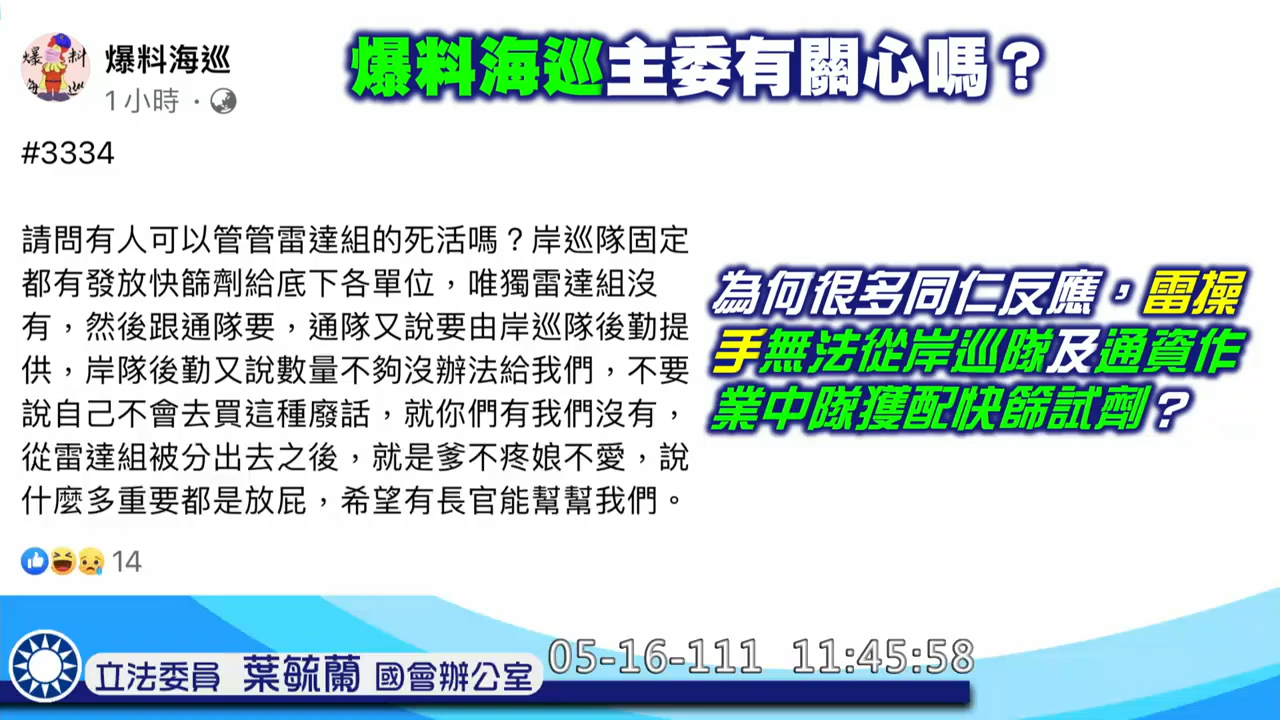 爆料海巡
爆料海巡主委有關心嗎？
1小時
#3334
請問有人可以管管雷達組的死活嗎？岸巡隊固定
都有發放快篩劑給底下各單位，唯獨雷達組沒
有，然後跟通隊要，通隊又說要由岸巡隊後勤提
供，岸隊後勤又說數量不夠沒辦法給我們，不要
說自己不會去買這種廢話，就你們有我們沒有，
從雷達組被分出去之後，就是爹不疼娘不愛，說
什麼多重要都是放屁，希望有長官能幫幫我們。
14
為何很多同仁反應，雷操
手無法從岸巡隊及通資作
業中隊獲配快篩試劑？
立法委員 葉毓蘭 國會辦公室
05-16-111 11:45:58